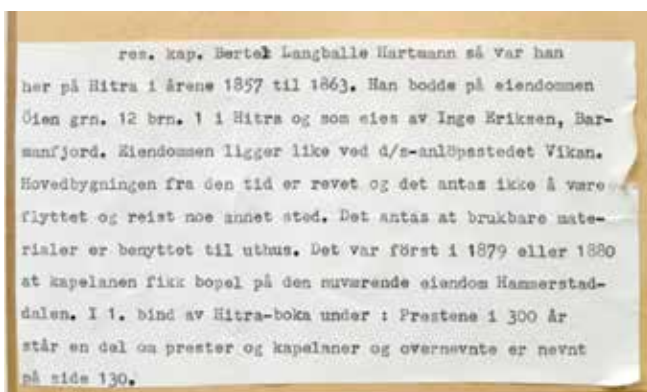 res. kap. Bertel Langballe Hartmann så var han
her på Hitra i årene 1857 til 1863. Han bodde på eiendommen
Öien grn. 12 brn. 1 i Hitra og som eies av Inge Eriksen, Bar-
manfjord. Eiendommen ligger like ved d/s-anlöpsstedet Vikan.
Hovedbygningen fra den tid er revet og det antas ikke å være
flyttet og reist noe annet sted. Det antas at brukbare mate-
rialer er benyttet til uthus. Det var först i 1879 eller 1880
at kapelanen fikk bopel på den nuværende eiendom Hammerstad-
dalen. I 1. bind av Hitra-boka under : Prestene i 300 år
står en del om prester og kapelaner og overnevnte er nevnt
på side 130.